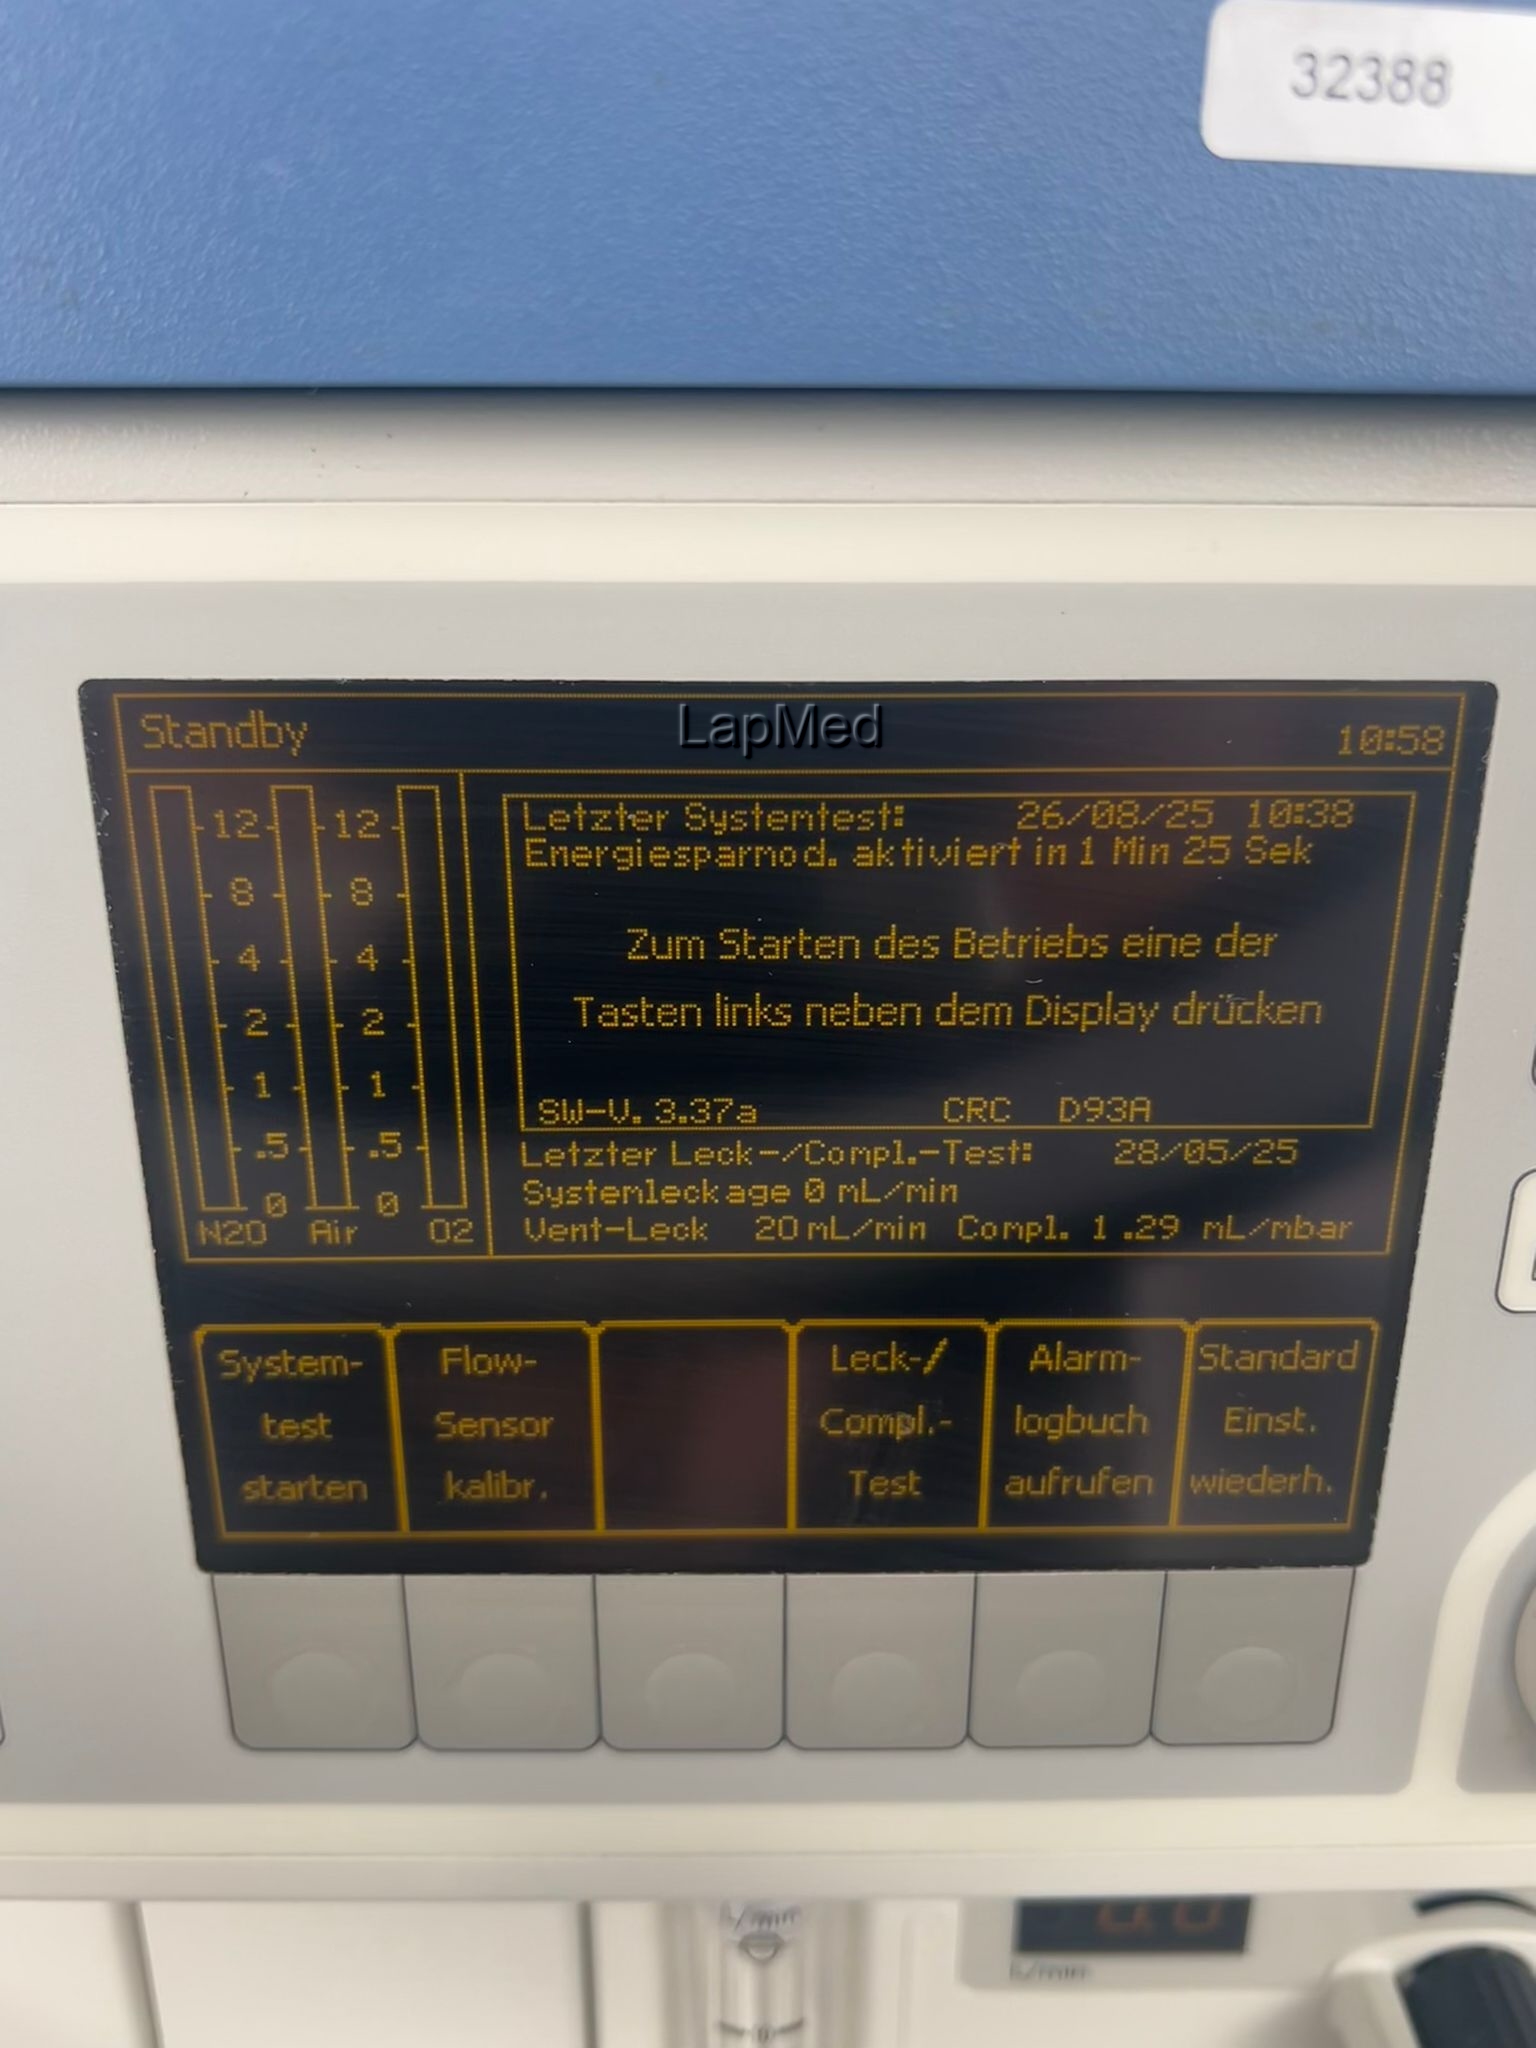 32388
LapMed
Standby
10:58
12 12
8 8
4 4
2 2
1 1
.5 .5
0 0
N2O Air O2
Letzter Systemtest: 26/08/25 10:38
Energiesparmod. aktiviert in 1 Min 25 Sek
Zum Starten des Betriebs eine der
Tasten links neben dem Display drücken
SW-V. 3.37a CRC D93A
Letzter Leck-/Compl.-Test: 28/05/25
Systemleckage 0 mL/min
Vent-Leck 20 mL/min Compl. 1.29 mL/mbar
System-
test
starten
Flow-
Sensor
kalibr.
Leck-/
Compl.-
Test
Alarm-
logbuch
aufrufen
Standard
Einst.
wiederh.
L/min
L/min